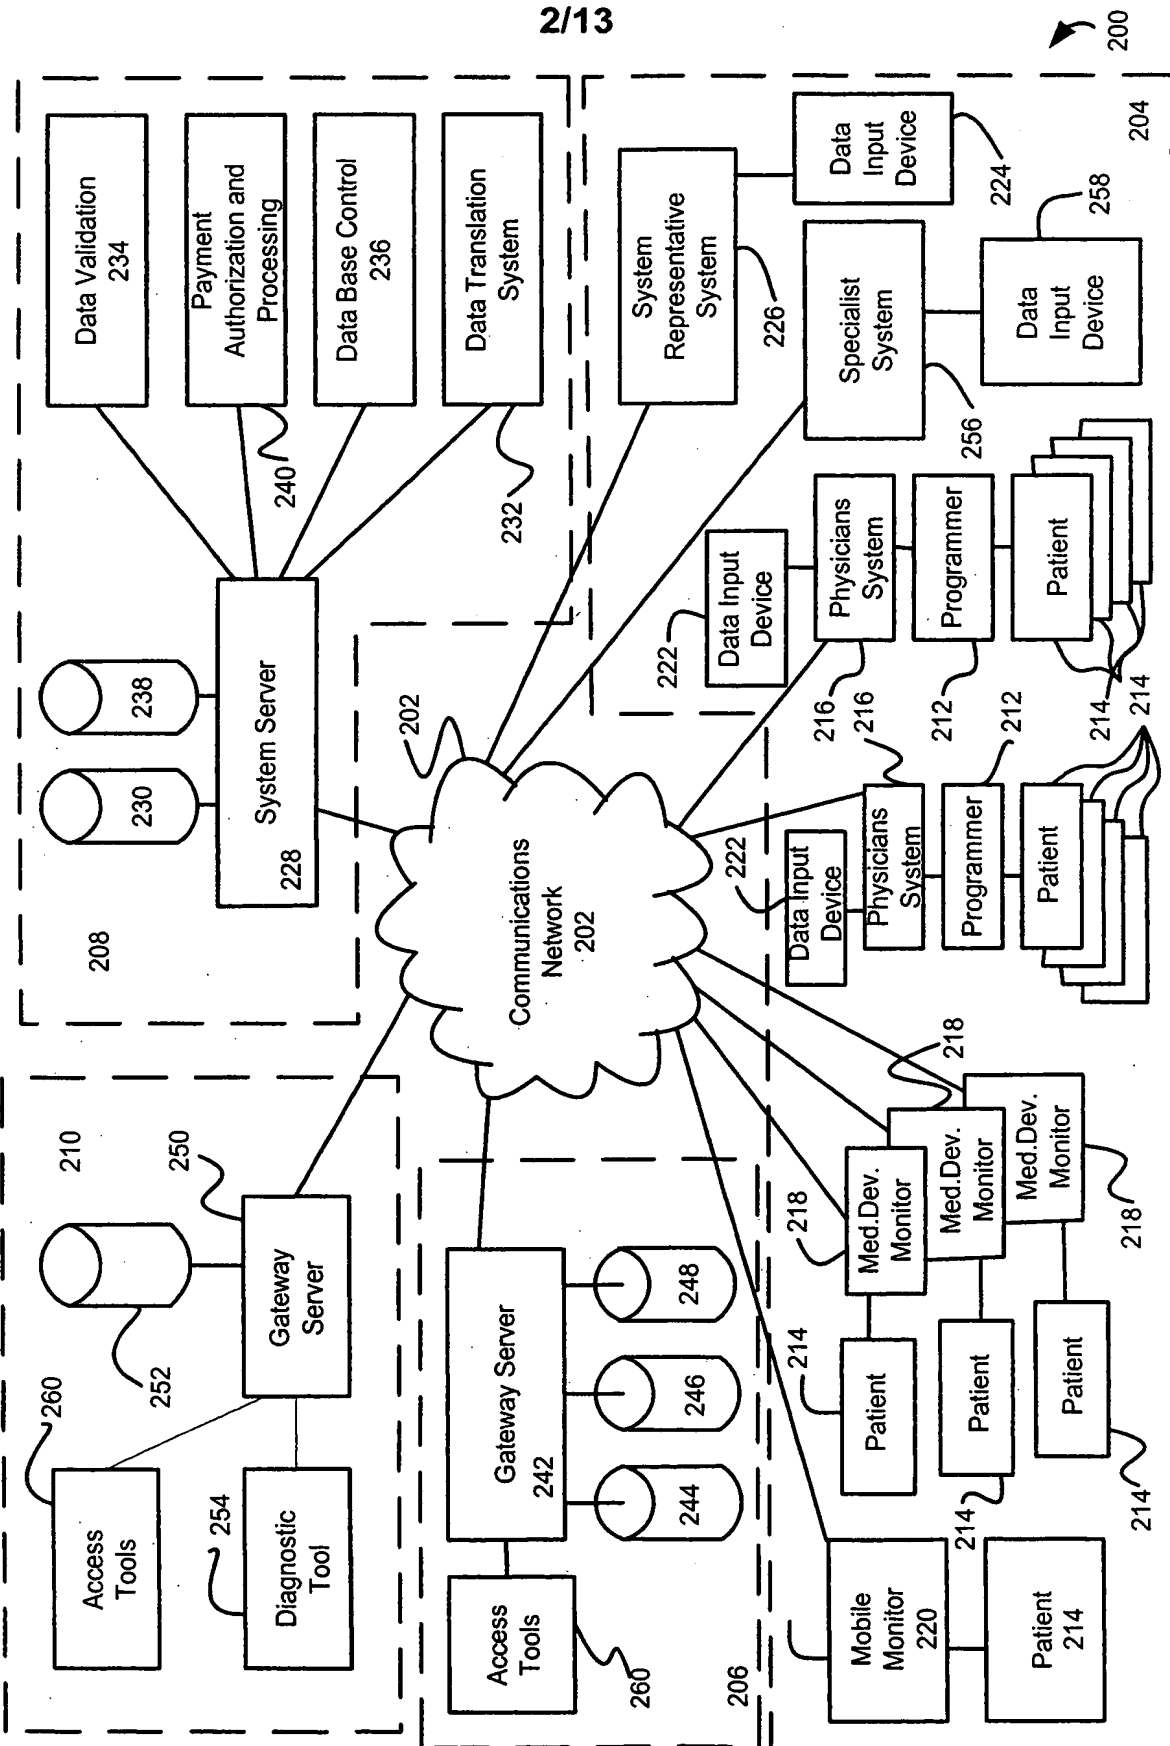 2/13
200
210
250
252
260
Gateway
Server
Access
Tools
254
Diagnostic
Tool
208
230
238
System Server
228
Data Validation
234
Payment
Authorization and
Processing
240
Data Base Control
236
Data Translation
System
232
202
Communications
Network
202
Gateway Server
242
244
246
248
Access
Tools
260
206
204
System
Representative
System
226
Data
Input
Device
224
Specialist
System
256
Data
Input
Device
258
222
Data Input
Device
Physicians
System
216
Programmer
212
Patient
214
222
Data Input
Device
Physicians
System
216
Programmer
212
Patient
214
218
Med.Dev.
Monitor
218
Med.Dev.
Monitor
Med.Dev.
Monitor
218
214
Patient
Patient
214
Patient
214
Mobile
Monitor
220
Patient
214